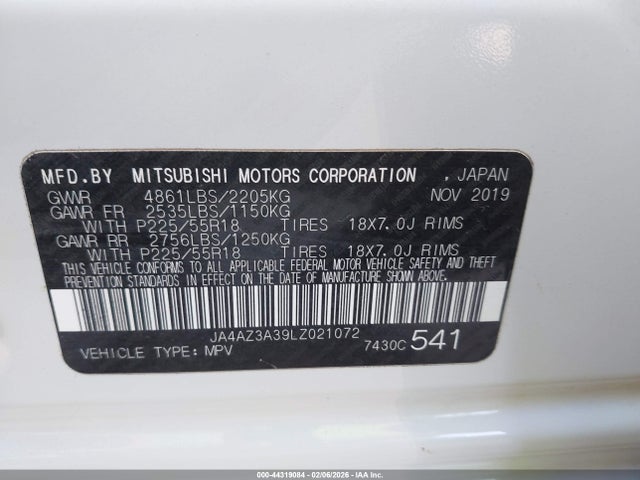 MFD.BY MITSUBISHI MOTORS CORPORATION , JAPAN
GVWR 4861LBS/2205KG NOV 2019
GAWR FR 2535LBS/1150KG
WITH P225/55R18 TIRES 18X7.0J RIMS
GAWR RR 2756LBS/1250KG
WITH P225/55R18 TIRES 18X7.0J RIMS
THIS VEHICLE CONFORMS TO ALL APPLICABLE FEDERAL MOTOR VEHICLE SAFETY AND THEFT
PREVENTION STANDARDS IN EFFECT ON THE DATE OF MANUFACTURE SHOWN ABOVE.
JA4AZ3A39LZ021072
VEHICLE TYPE: MPV 7430C 541
000-44319084 - 02/06/2026 - IAA Inc.